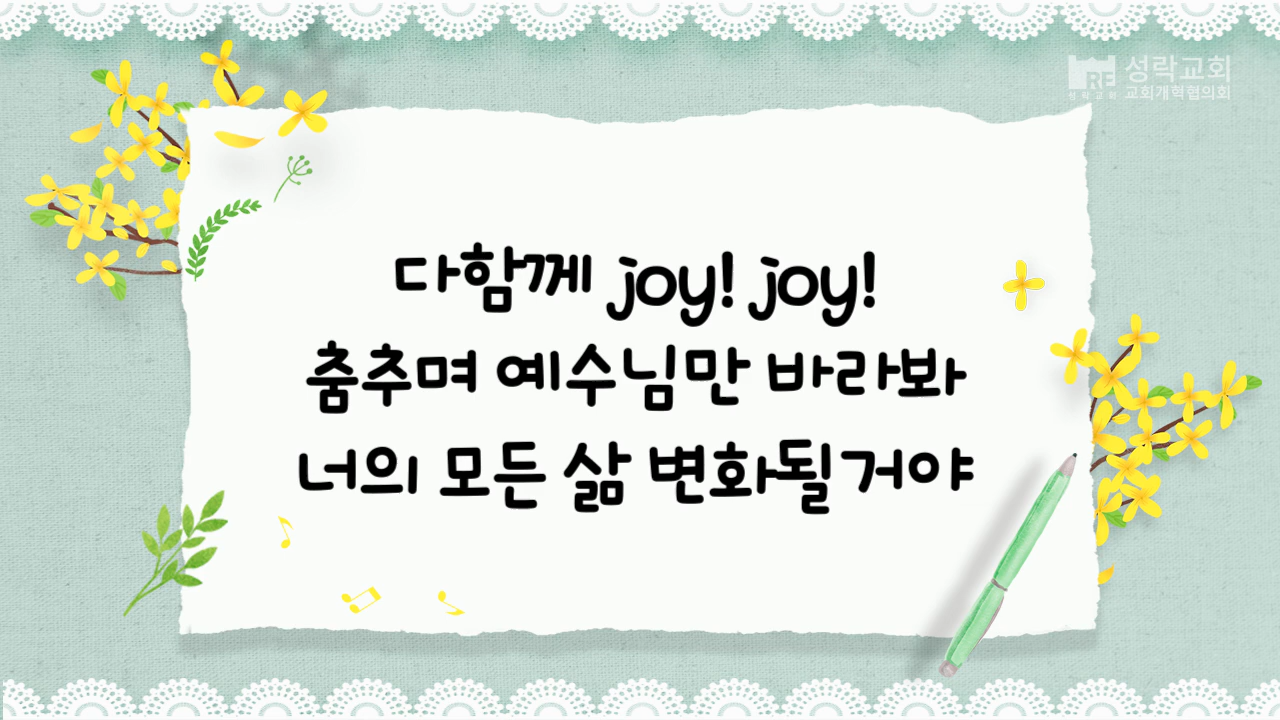 성락교회
교회개혁협의회
다함께 joy! joy!
춤추며 예수님만 바라봐
너의 모든 삶 변화될거야